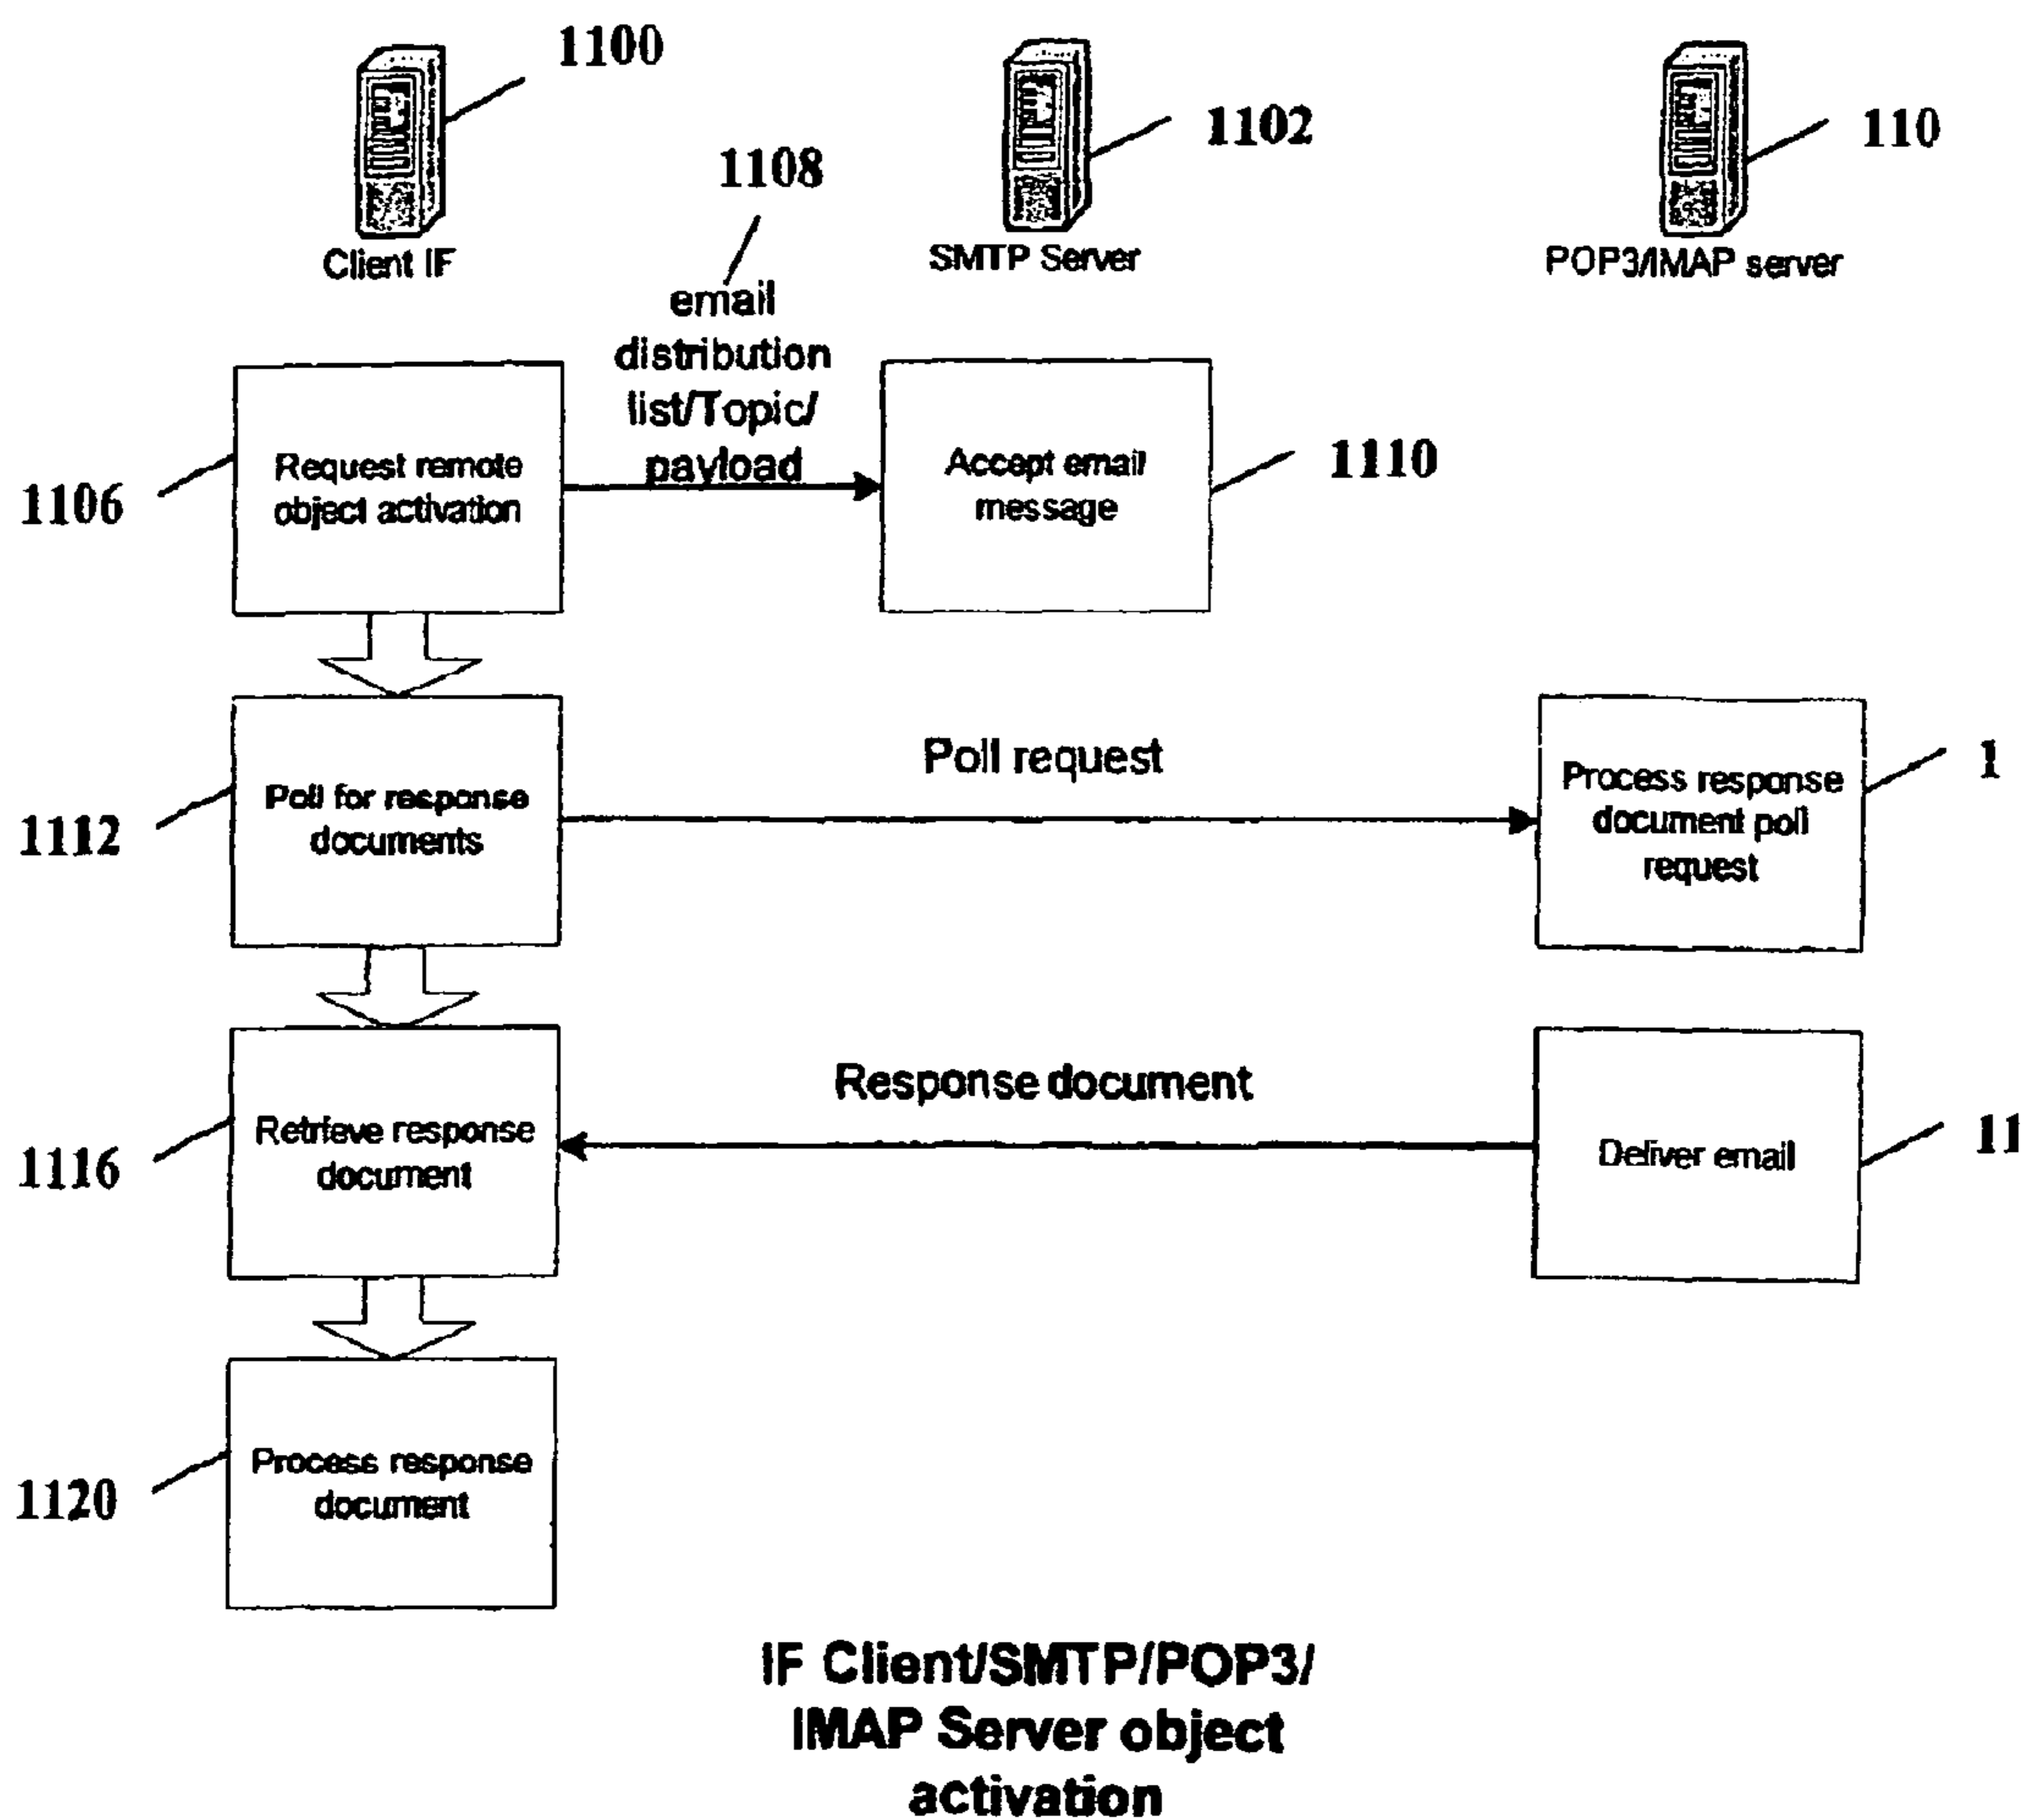 1100
1102
110
1108
Client IF
SMTP Server
POP3/IMAP server
email
distribution
list/Topic/
payload
1106
Request remote
object activation
Accept email
message
1110
1112
Poll for response
documents
Poll request
Process response
document poll
request
1
1116
Retrieve response
document
Response document
Deliver email
11
1120
Process response
document
IF Client/SMTP/POP3/
IMAP Server object
activation